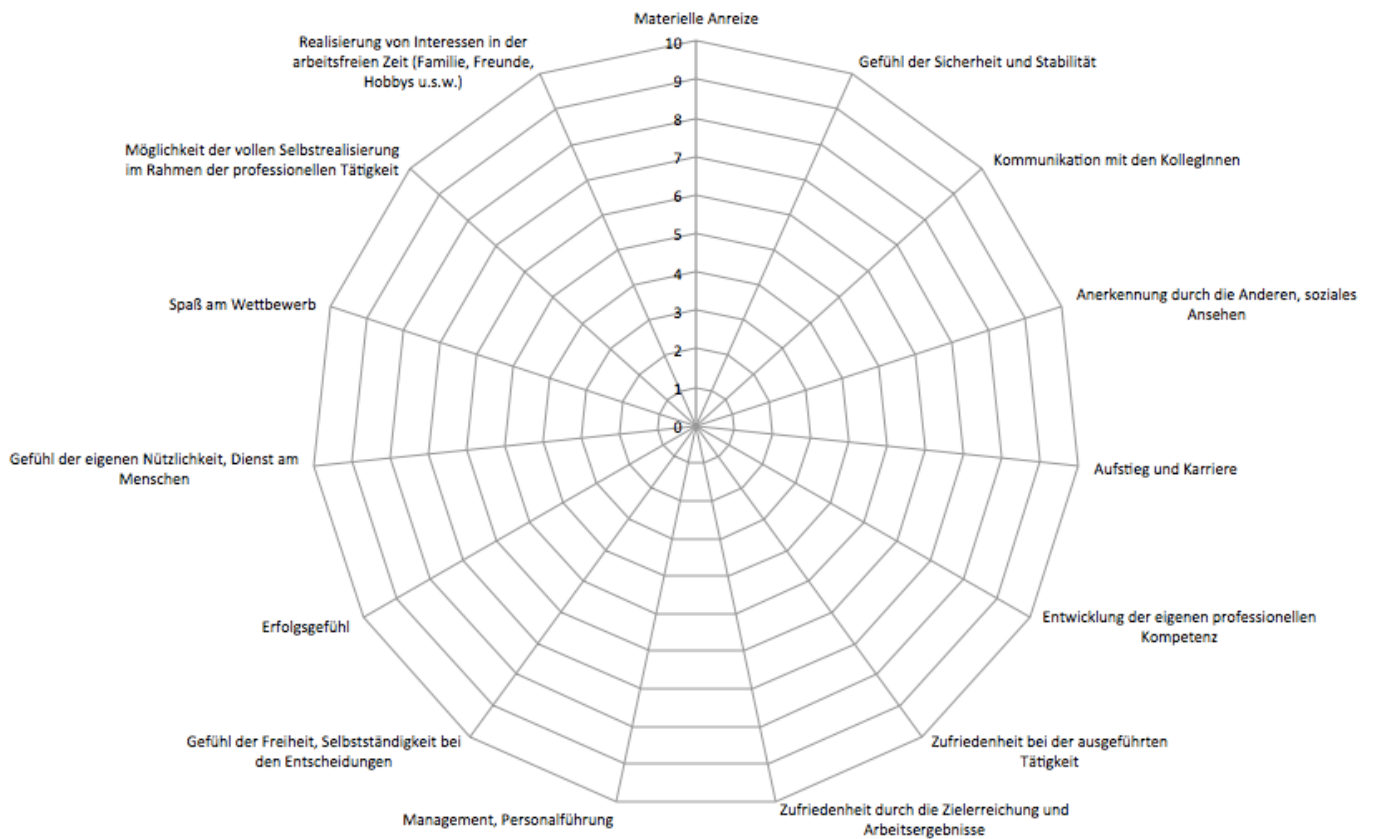 Materielle Anreize
Realisierung von Interessen in der
arbeitsfreien Zeit (Familie, Freunde,
Hobbys u.s.w.)
Gefühl der Sicherheit und Stabilität
Möglichkeit der vollen Selbstrealisierung
im Rahmen der professionellen Tätigkeit
Kommunikation mit den KollegInnen
Spaß am Wettbewerb
Anerkennung durch die Anderen, soziales
Ansehen
Gefühl der eigenen Nützlichkeit, Dienst am
Menschen
Aufstieg und Karriere
Erfolgsgefühl
Entwicklung der eigenen professionellen
Kompetenz
Gefühl der Freiheit, Selbstständigkeit bei
den Entscheidungen
Zufriedenheit bei der ausgeführten
Tätigkeit
Management, Personalführung
Zufriedenheit durch die Zielerreichung und
Arbeitsergebnisse
10
9
8
7
6
5
4
3
2
1
0